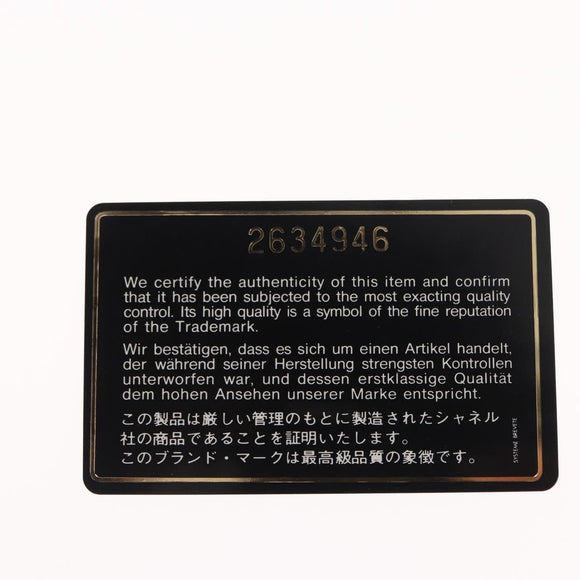 2634946
We certify the authenticity of this item and confirm
that it has been subjected to the most exacting quality
control. Its high quality is a symbol of the fine reputation
of the Trademark.
Wir bestätigen, dass es sich um einen Artikel handelt,
der während seiner Herstellung strengsten Kontrollen
unterworfen war, und dessen erstklassige Qualität
dem hohen Ansehen unserer Marke entspricht.
この製品は厳しい管理のもとに製造されたシャネル
社の商品であることを証明いたします。
このブランド・マークは最高級品質の象徴です。
SYSTEME BREVETE